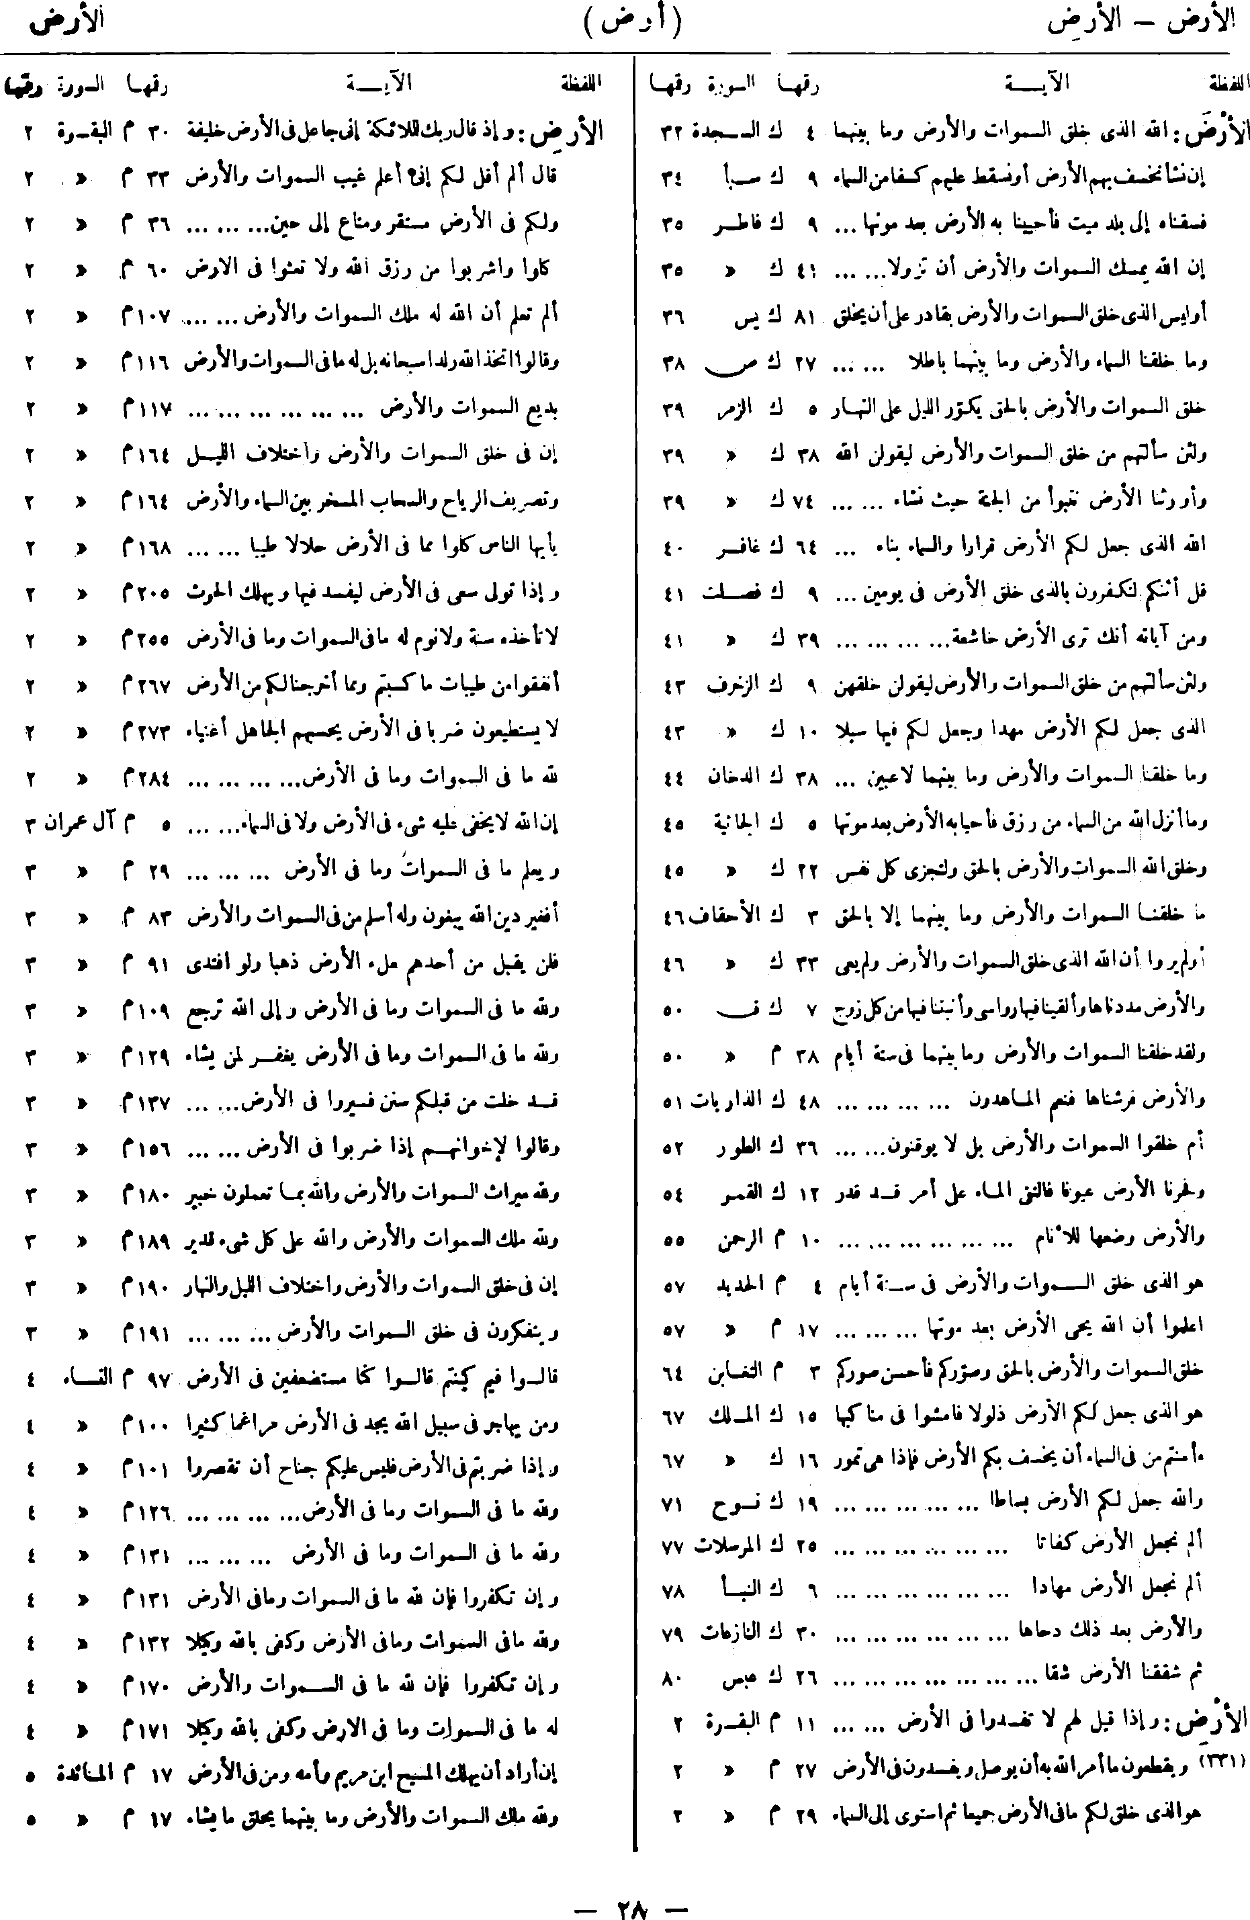 الأرض – الأرض (أرض) الأرض
اللفظة الآيــة رقمها السورة رقمها
الأرْضَ: الله الذى خلق السموات والأرض وما بينهما ٤ ك السجدة ٣٢
إن نشأ نخسف بهم الأرض أو نسقط عليهم كسفا من السماء ٩ ك سبأ ٣٤
فسقناه إلى بلد ميت فأحيينا به الأرض بعد موتها ... ٩ ك فاطر ٣٥
إن الله يمسك السموات والأرض أن تزولا... ... ٤١ ك « ٣٥
أوليس الذى خلق السموات والأرض بقادر على أن يخلق ٨١ ك يس ٣٦
وما خلقنا السماء والأرض وما بينهما باطلا ... ... ٢٧ ك ص ٣٨
خلق السموات والأرض بالحق يكوّر الليل على النهار ٥ ك الزمر ٣٩
ولئن سألتهم من خلق السموات والأرض ليقولن الله ٣٨ ك « ٣٩
وأورثنا الأرض نتبوأ من الجنة حيث نشاء ... ... ٧٤ ك « ٣٩
الله الذى جعل لكم الأرض قرارا والسماء بناء ... ٦٤ ك غافر ٤٠
قل أئنكم لتكفرون بالذى خلق الأرض فى يومين ... ٩ ك فصلت ٤١
ومن آياته أنك ترى الأرض خاشعة... ... ... ... ٣٩ ك « ٤١
ولئن سألتهم من خلق السموات والأرض ليقولن خلقهن ٩ ك الزخرف ٤٣
الذى جعل لكم الأرض مهدا وجعل لكم فيها سبلا ١٠ ك « ٤٣
وما خلقنا السموات والأرض وما بينهما لاعبين ... ٣٨ ك الدخان ٤٤
وما أنزل الله من السماء من رزق فأحيا به الأرض بعد موتها ٥ ك الجاثية ٤٥
وخلق الله السموات والأرض بالحق ولتجزى كل نفس ٢٢ ك « ٤٥
ما خلقنا السموات والأرض وما بينهما إلا بالحق ٣ ك الأحقاف ٤٦
أولم يروا أن الله الذى خلق السموات والأرض ولم يعى ٣٣ ك « ٤٦
والأرض مددناها وألقينا فيها رواسى وأنبتنا فيها من كل زوج ٧ ك ق ٥٠
ولقد خلقنا السموات والأرض وما بينهما فى ستة أيام ٣٨ م « ٥٠
والأرض فرشناها فنعم الماهدون ... ... ... ... ٤٨ ك الذاريات ٥١
أم خلقوا السموات والأرض بل لا يوقنون... ... ٣٦ ك الطور ٥٢
وفجرنا الأرض عيونا فالتقى الماء على أمر قد قدر ١٢ ك القمر ٥٤
والأرض وضعها للأنام ... ... ... ... ... ... ١٠ م الرحمن ٥٥
هو الذى خلق السموات والأرض فى ستة أيام ٤ م الحديد ٥٧
اعلموا أن الله يحى الأرض بعد موتها ... ... ... ١٧ م « ٥٧
خلق السموات والأرض بالحق وصوّركم فأحسن صوركم ٣ م التغابن ٦٤
هو الذى جعل لكم الأرض ذلولا فامشوا فى مناكبها ١٥ ك الملك ٦٧
ءأمنتم من فى السماء أن يخسف بكم الأرض فإذا هى تمور ١٦ ك « ٦٧
والله جعل لكم الأرض بساطا ... ... ... ... ... ١٩ ك نوح ٧١
ألم نجعل الأرض كفاتا ... ... ... ... ... ... ٢٥ ك المرسلات ٧٧
ألم نجعل الأرض مهادا ... ... ... ... ... ... ٦ ك النبأ ٧٨
والأرض بعد ذلك دحاها ... ... ... ... ... ... ٣٠ ك النازعات ٧٩
ثم شققنا الأرض شقا... ... ... ... ... ... ... ٢٦ ك عبس ٨٠
الأرْضِ: وإذا قيل لهم لا تفسدوا فى الأرض ... ... ١١ م البقرة ٢
(٣٣١) ويقطعون ما أمر الله به أن يوصل ويفسدون فى الأرض ٢٧ م « ٢
هو الذى خلق لكم ما فى الأرض جميعا ثم استوى إلى السماء ٢٩ م « ٢
اللفظة الآيــة رقمها السورة رقمها
الأرضِ: وإذ قال ربك للملائكة إنى جاعل فى الأرض خليفة ٣٠ م البقرة ٢
قال ألم أقل لكم إنى أعلم غيب السموات والأرض ٣٣ م « ٢
ولكم فى الأرض مستقر ومتاع إلى حين... ... ... ٣٦ م « ٢
كلوا واشربوا من رزق الله ولا تعثوا فى الارض ٦٠ م « ٢
ألم تعلم أن الله له ملك السموات والأرض... ... ... ١٠٧ م « ٢
وقالوا اتخذ الله ولدا سبحانه بل له ما فى السموات والأرض ١١٦ م « ٢
بديع السموات والأرض ... ... ... ... ... ... ١١٧ م « ٢
إن فى خلق السموات والأرض واختلاف الليل ١٦٤ م « ٢
وتصريف الرياح والسحاب المسخر بين السماء والأرض ١٦٤ م « ٢
يأيها الناس كلوا مما فى الأرض حلالا طيبا ... ... ١٦٨ م « ٢
وإذا تولى سعى فى الأرض ليفسد فيها ويهلك الحرث ٢٠٥ م « ٢
لا تأخذه سنة ولا نوم له ما فى السموات وما فى الأرض ٢٥٥ م « ٢
أنفقوا من طيبات ما كسبتم ومما أخرجنا لكم من الأرض ٢٦٧ م « ٢
لا يستطيعون ضربا فى الأرض يحسبهم الجاهل أغنياء ٢٧٣ م « ٢
لله ما فى السموات وما فى الأرض... ... ... ... ٢٨٤ م « ٢
إن الله لا يخفى عليه شىء فى الأرض ولا فى السماء... ... ٥ م آل عمران ٣
ويعلم ما فى السموات وما فى الأرض ... ... ... ٢٩ م « ٣
أفغير دين الله يبغون وله أسلم من فى السموات والأرض ٨٣ م « ٣
فلن يقبل من أحدهم ملء الأرض ذهبا ولو افتدى ٩١ م « ٣
ولله ما فى السموات وما فى الأرض وإلى الله ترجع ١٠٩ م « ٣
ولله ما فى السموات وما فى الأرض يغفر لمن يشاء ١٢٩ م « ٣
قد خلت من قبلكم سنن فسيروا فى الأرض... ... ١٣٧ م « ٣
وقالوا لإخوانهم إذا ضربوا فى الأرض ... ... ١٥٦ م « ٣
ولله ميراث السموات والأرض والله بما تعملون خبير ١٨٠ م « ٣
ولله ملك السموات والأرض والله على كل شىء قدير ١٨٩ م « ٣
إن فى خلق السموات والأرض واختلاف الليل والنهار ١٩٠ م « ٣
ويتفكرون فى خلق السموات والأرض ... ... ... ١٩١ م « ٣
قالوا فيم كنتم قالوا كنا مستضعفين فى الأرض ٩٧ م النساء ٤
ومن يهاجر فى سبيل الله يجد فى الأرض مراغما كثيرا ١٠٠ م « ٤
وإذا ضربتم فى الأرض فليس عليكم جناح أن تقصروا ١٠١ م « ٤
ولله ما فى السموات وما فى الأرض... ... ... ... ١٢٦ م « ٤
ولله ما فى السموات وما فى الأرض ... ... ... ١٣١ م « ٤
وإن تكفروا فإن لله ما فى السموات وما فى الأرض ١٣١ م « ٤
ولله ما فى السموات وما فى الأرض وكفى بالله وكيلا ١٣٢ م « ٤
وإن تكفروا فإن لله ما فى السموات والأرض ١٧٠ م « ٤
له ما فى السموات وما فى الارض وكفى بالله وكيلا ١٧١ م « ٤
إن أراد أن يهلك المسيح ابن مريم وأمه ومن فى الأرض ١٧ م المائدة ٥
ولله ملك السموات والأرض وما بينهما يخلق ما يشاء ١٧ م « ٥
— ٢٨ —